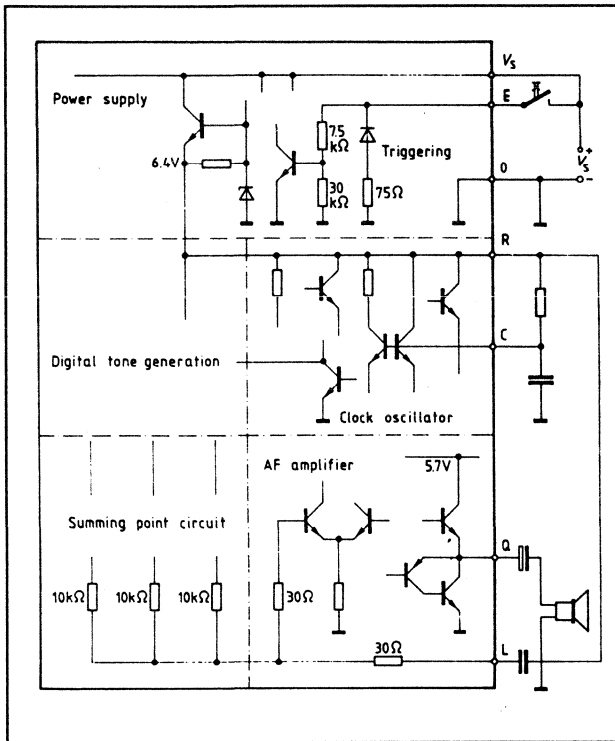 Vs
Power supply
E
7.5
kΩ
Triggering
6.4V
+
Vs
-
30
kΩ
75Ω
0
R
Digital tone generation
C
Clock oscillator
AF amplifier
5.7V
Summing point circuit
Q
10kΩ 10kΩ 10kΩ 30Ω
30Ω
L